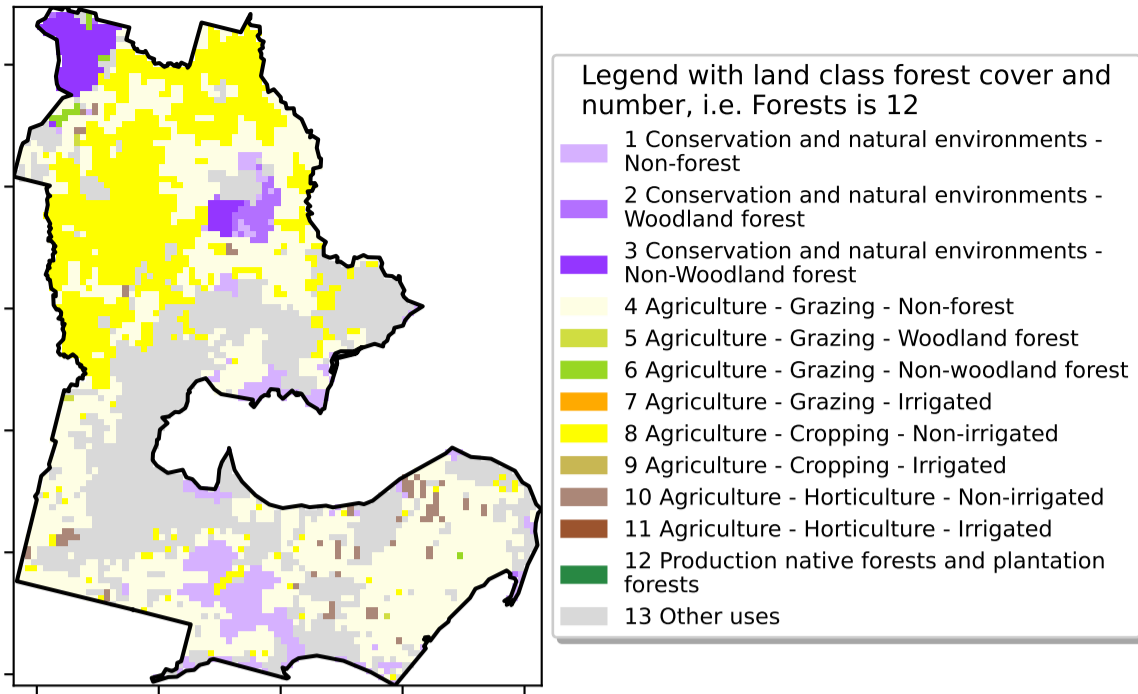 Legend with land class forest cover and
number, i.e. Forests is 12
1 Conservation and natural environments -
Non-forest
2 Conservation and natural environments -
Woodland forest
3 Conservation and natural environments -
Non-Woodland forest
4 Agriculture - Grazing - Non-forest
5 Agriculture - Grazing - Woodland forest
6 Agriculture - Grazing - Non-woodland forest
7 Agriculture - Grazing - Irrigated
8 Agriculture - Cropping - Non-irrigated
9 Agriculture - Cropping - Irrigated
10 Agriculture - Horticulture - Non-irrigated
11 Agriculture - Horticulture - Irrigated
12 Production native forests and plantation
forests
13 Other uses